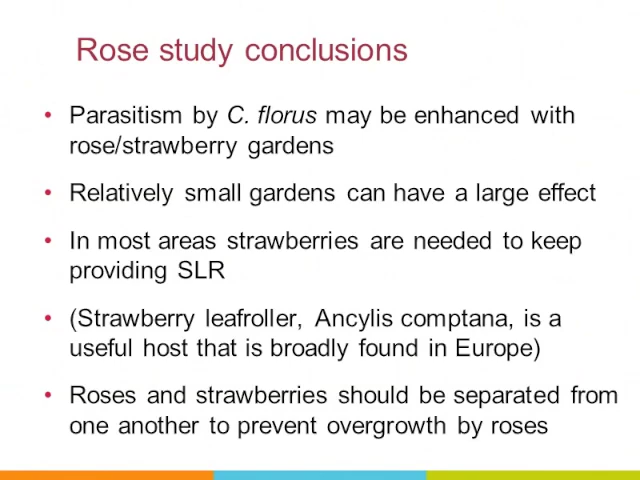 Rose study conclusions
• Parasitism by C. florus may be enhanced with
rose/strawberry gardens
• Relatively small gardens can have a large effect
• In most areas strawberries are needed to keep
providing SLR
• (Strawberry leafroller, Ancylis comptana, is a
useful host that is broadly found in Europe)
• Roses and strawberries should be separated from
one another to prevent overgrowth by roses